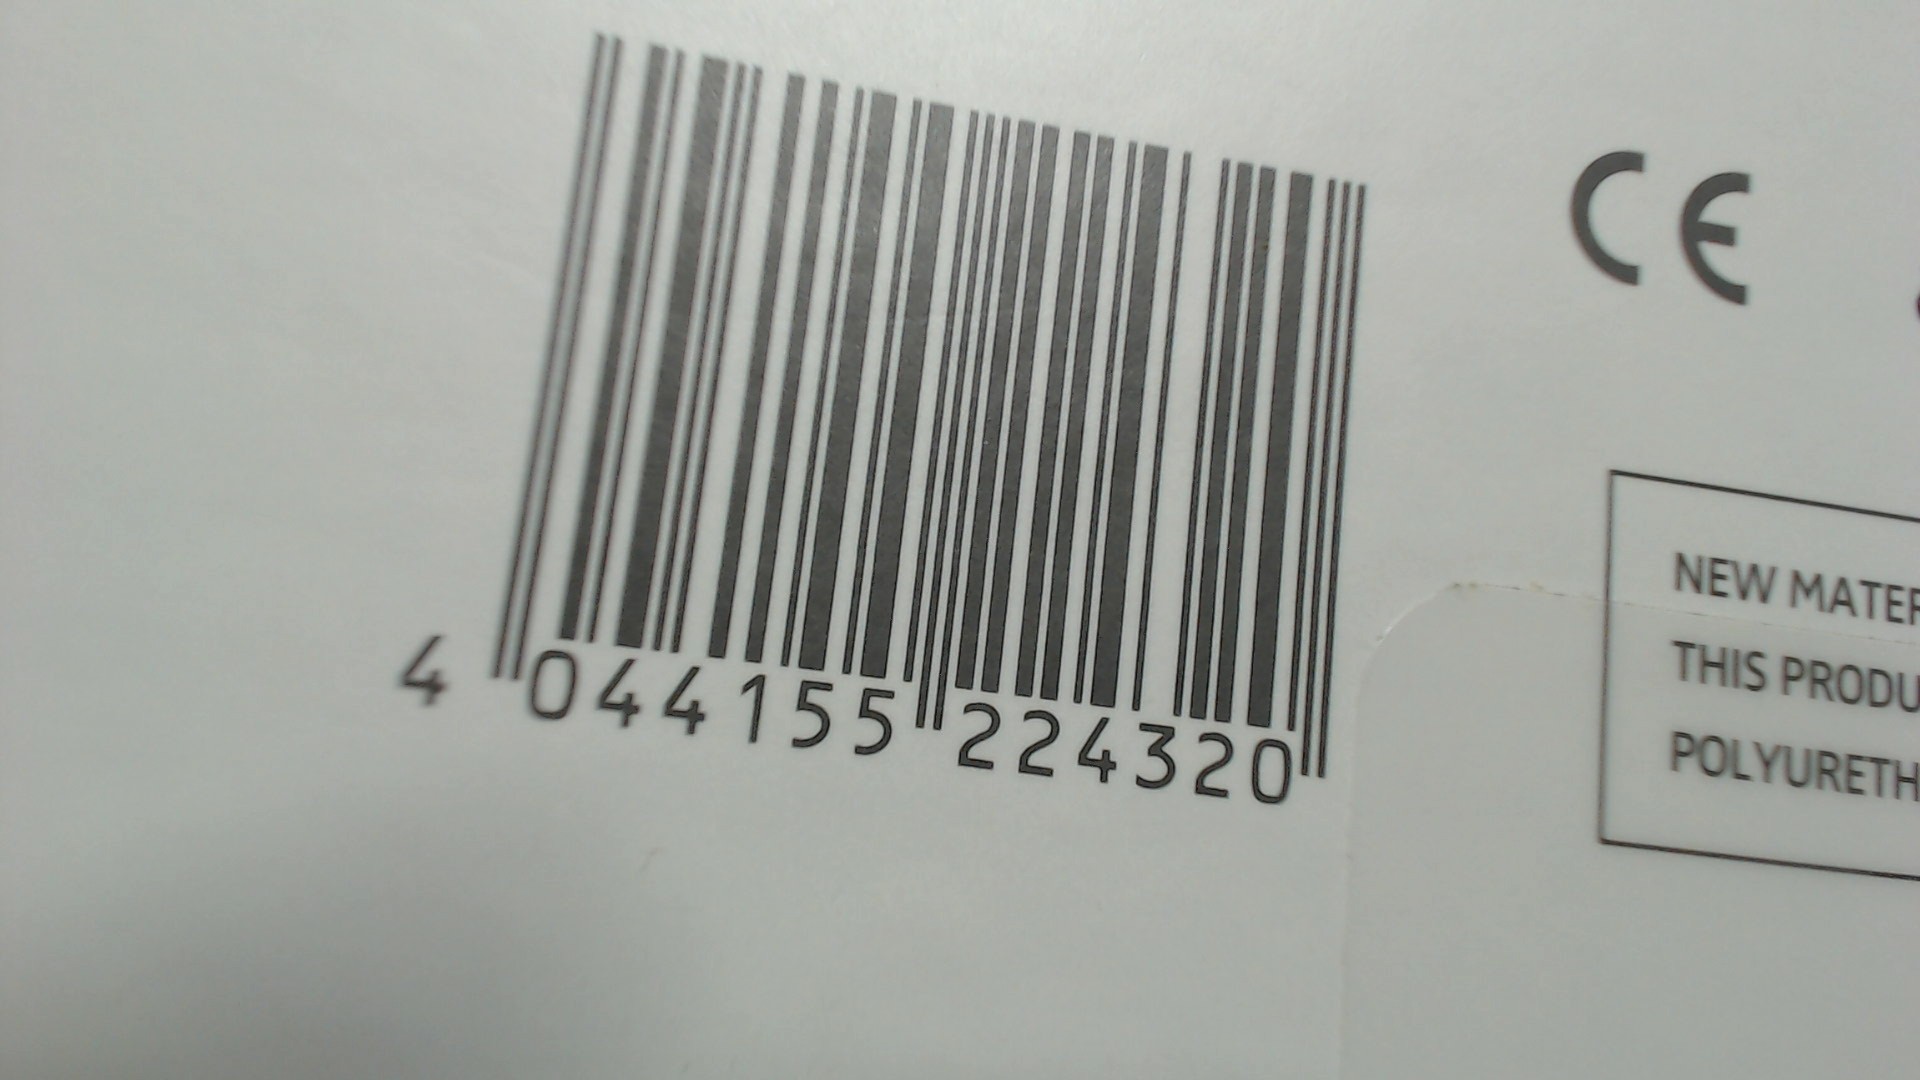 4 044155 224320
CE
NEW MATER
THIS PRODU
POLYURETH